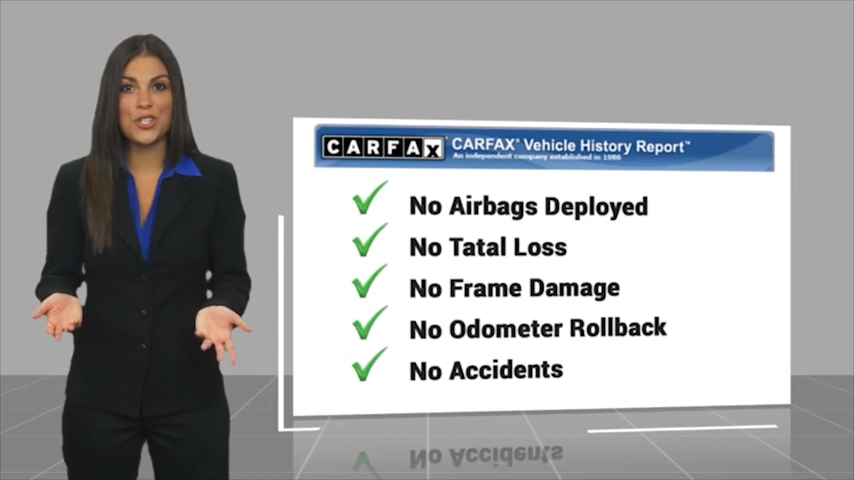 CARFAX CARFAX® Vehicle History Report™
An independent company established in 1986
No Airbags Deployed
No Tatal Loss
No Frame Damage
No Odometer Rollback
No Accidents
No Accidents